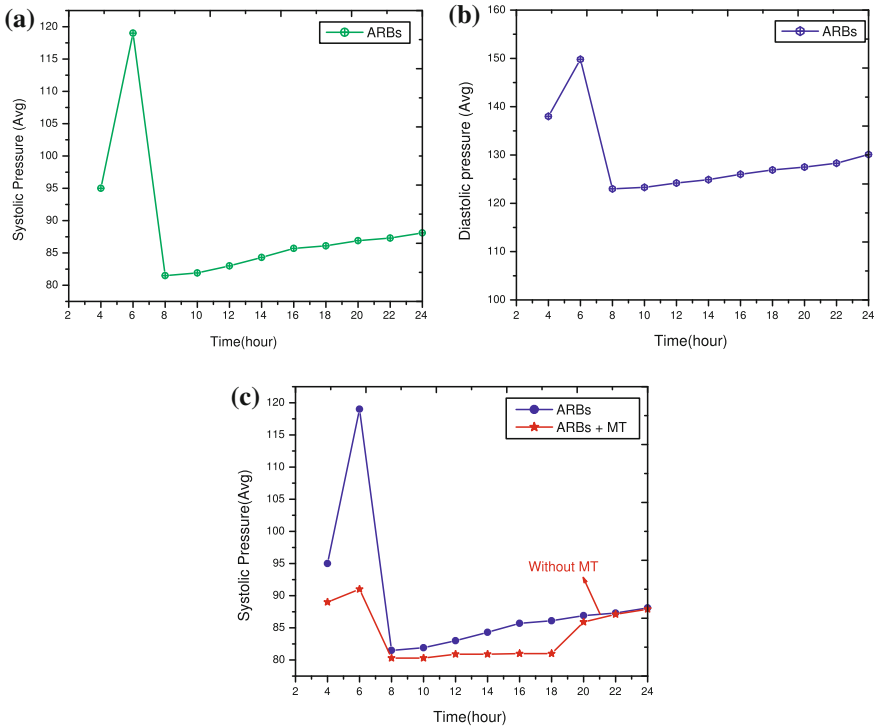 (a)
ARBs
Systolic Pressure (Avg)
120
115
110
105
100
95
90
85
80
2 4 6 8 10 12 14 16 18 20 22 24
Time(hour)
(b)
ARBs
Diastolic pressure (Avg)
160
150
140
130
120
110
100
2 4 6 8 10 12 14 16 18 20 22 24
Time(hour)
(c)
ARBs
ARBs + MT
Systolic Pressure(Avg)
120
115
110
105
100
95
90
85
80
Without MT
2 4 6 8 10 12 14 16 18 20 22 24
Time(hour)